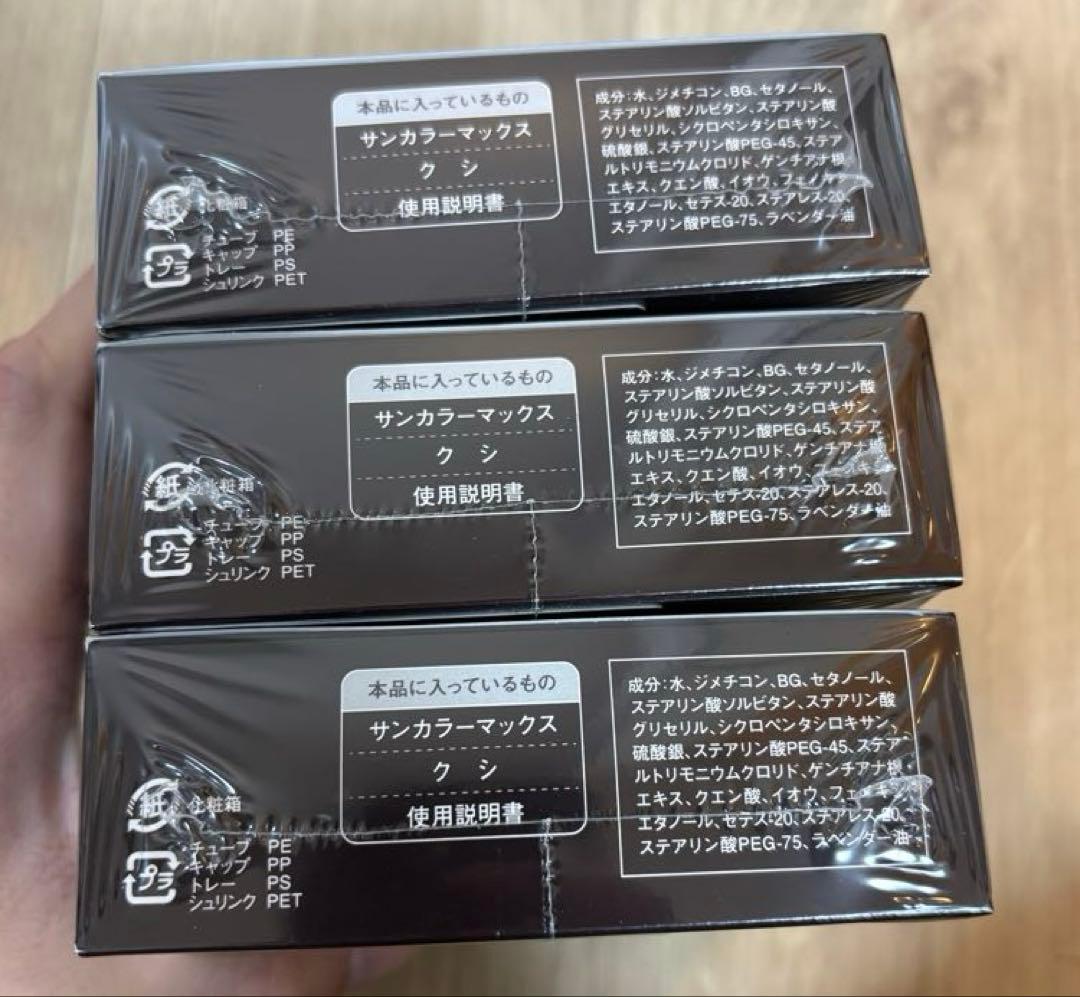 本品に入っているもの
サンカラーマックス
クシ
使用説明書
成分:水、ジメチコン、BG、セタノール、
ステアリン酸ソルビタン、ステアリン酸
グリセリル、シクロペンタシロキサン、
硫酸銀、ステアリン酸PEG-45、ステア
ルトリモニウムクロリド、ゲンチアナ根
エキス、クエン酸、イオウ、フェノキシ
エタノール、セテス-20、ステアレス-20、
ステアリン酸PEG-75、ラベンダー油
紙 化粧箱
プラ
チューブ PE
キャップ PP
トレー PS
シュリンク PET
本品に入っているもの
サンカラーマックス
クシ
使用説明書
成分:水、ジメチコン、BG、セタノール、
ステアリン酸ソルビタン、ステアリン酸
グリセリル、シクロペンタシロキサン、
硫酸銀、ステアリン酸PEG-45、ステア
ルトリモニウムクロリド、ゲンチアナ根
エキス、クエン酸、イオウ、
エタノール、セテス-20、ステアレス-20、
ステアリン酸PEG-75、ラベンダー油
紙 化粧箱
プラ
チューブ PE
キャップ PP
トレー PS
シュリンク PET
本品に入っているもの
サンカラーマックス
クシ
使用説明書
成分:水、ジメチコン、BG、セタノール、
ステアリン酸ソルビタン、ステアリン酸
グリセリル、シクロペンタシロキサン、
硫酸銀、ステアリン酸PEG-45、ステア
ルトリモニウムクロリド、ゲンチアナ根
エキス、クエン酸、イオウ、フェノキシ
エタノール、セテス-20、ステアレス-20、
ステアリン酸PEG-75、ラベンダー油
紙 化粧箱
プラ
チューブ PE
キャップ PP
トレー PS
シュリンク PET